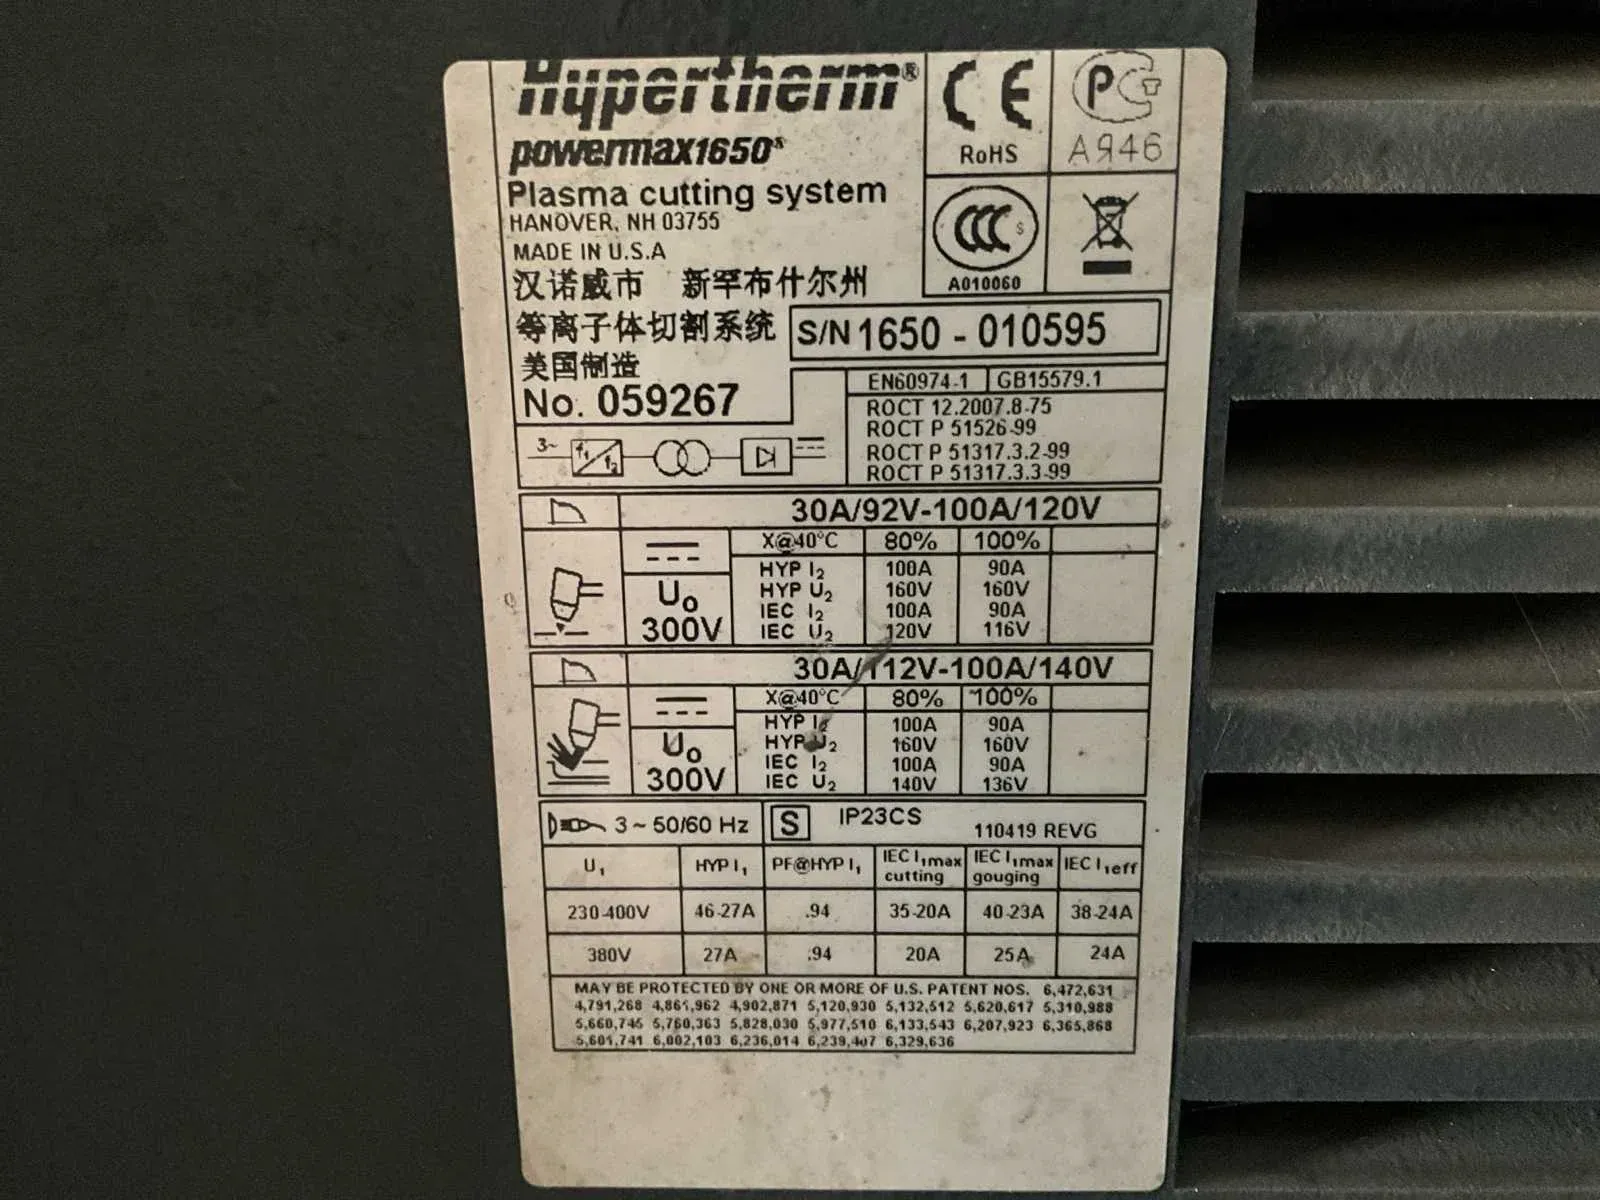 Hypertherm®
powermax1650®
Plasma cutting system
HANOVER, NH 03755
MADE IN U.S.A
汉诺威市 新罕布什尔州
等离子体切割系统
美国制造
No. 059267
CE
RoHS
PCT
AЯ46
CCC S
A010060
S/N 1650 - 010595
EN60974-1 GB15579.1
ROCT 12.2007.8-75
ROCT P 51526-99
ROCT P 51317.3.2-99
ROCT P 51317.3.3-99
3~ f1 f2
30A/92V-100A/120V
X@40°C 80% 100%
HYP I2 100A 90A
HYP U2 160V 160V
IEC I2 100A 90A
IEC U2 120V 116V
U0
300V
30A/112V-100A/140V
X@40°C 80% 100%
HYP I2 100A 90A
HYP U2 160V 160V
IEC I2 100A 90A
IEC U2 140V 136V
U0
300V
3~50/60 Hz S IP23CS 110419 REVG
U1 HYP I1 PF@HYP I1 IEC I1max cutting IEC I1max gouging IEC I1eff
230-400V 46-27A .94 35-20A 40-23A 38-24A
380V 27A .94 20A 25A 24A
MAY BE PROTECTED BY ONE OR MORE OF U.S. PATENT NOS. 6,472,631
4,791,268 4,861,962 4,902,871 5,120,930 5,132,512 5,620,617 5,310,988
5,660,745 5,760,363 5,828,030 5,977,510 6,133,543 6,207,923 6,365,868
5,601,741 6,002,103 6,236,014 6,239,407 6,329,636